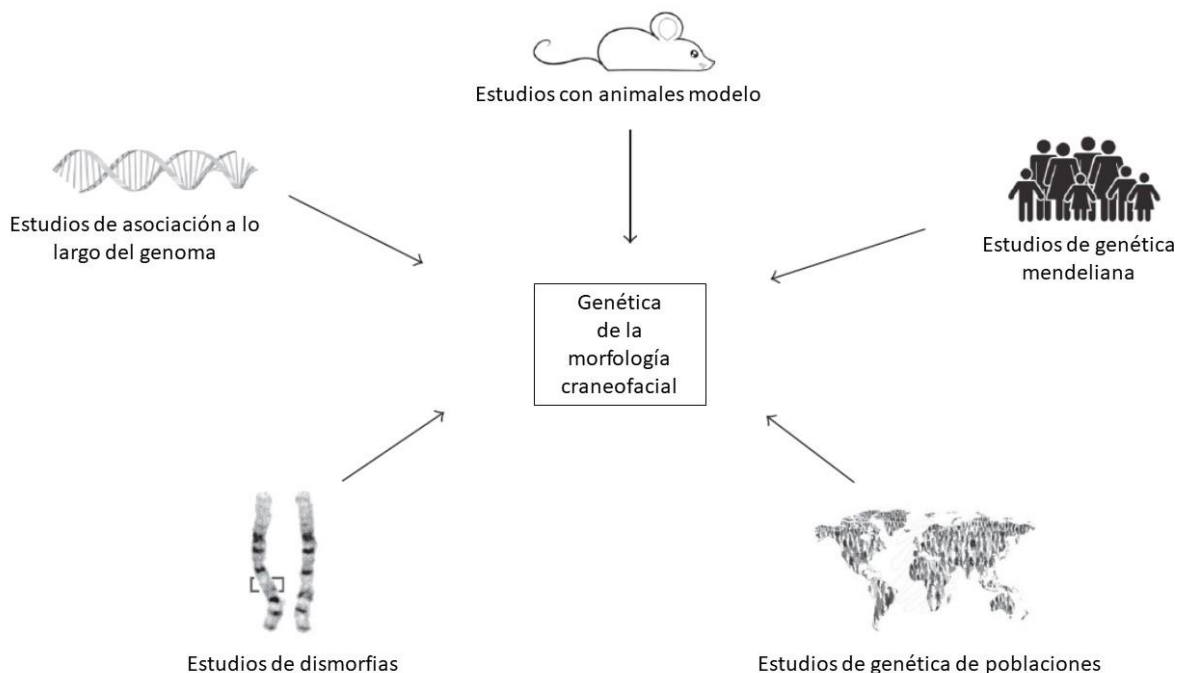 Estudios con animales modelo
Estudios de asociación a lo
largo del genoma
Estudios de genética
mendeliana
Genética
de la
morfología
craneofacial
Estudios de dismorfias
Estudios de genética de poblaciones